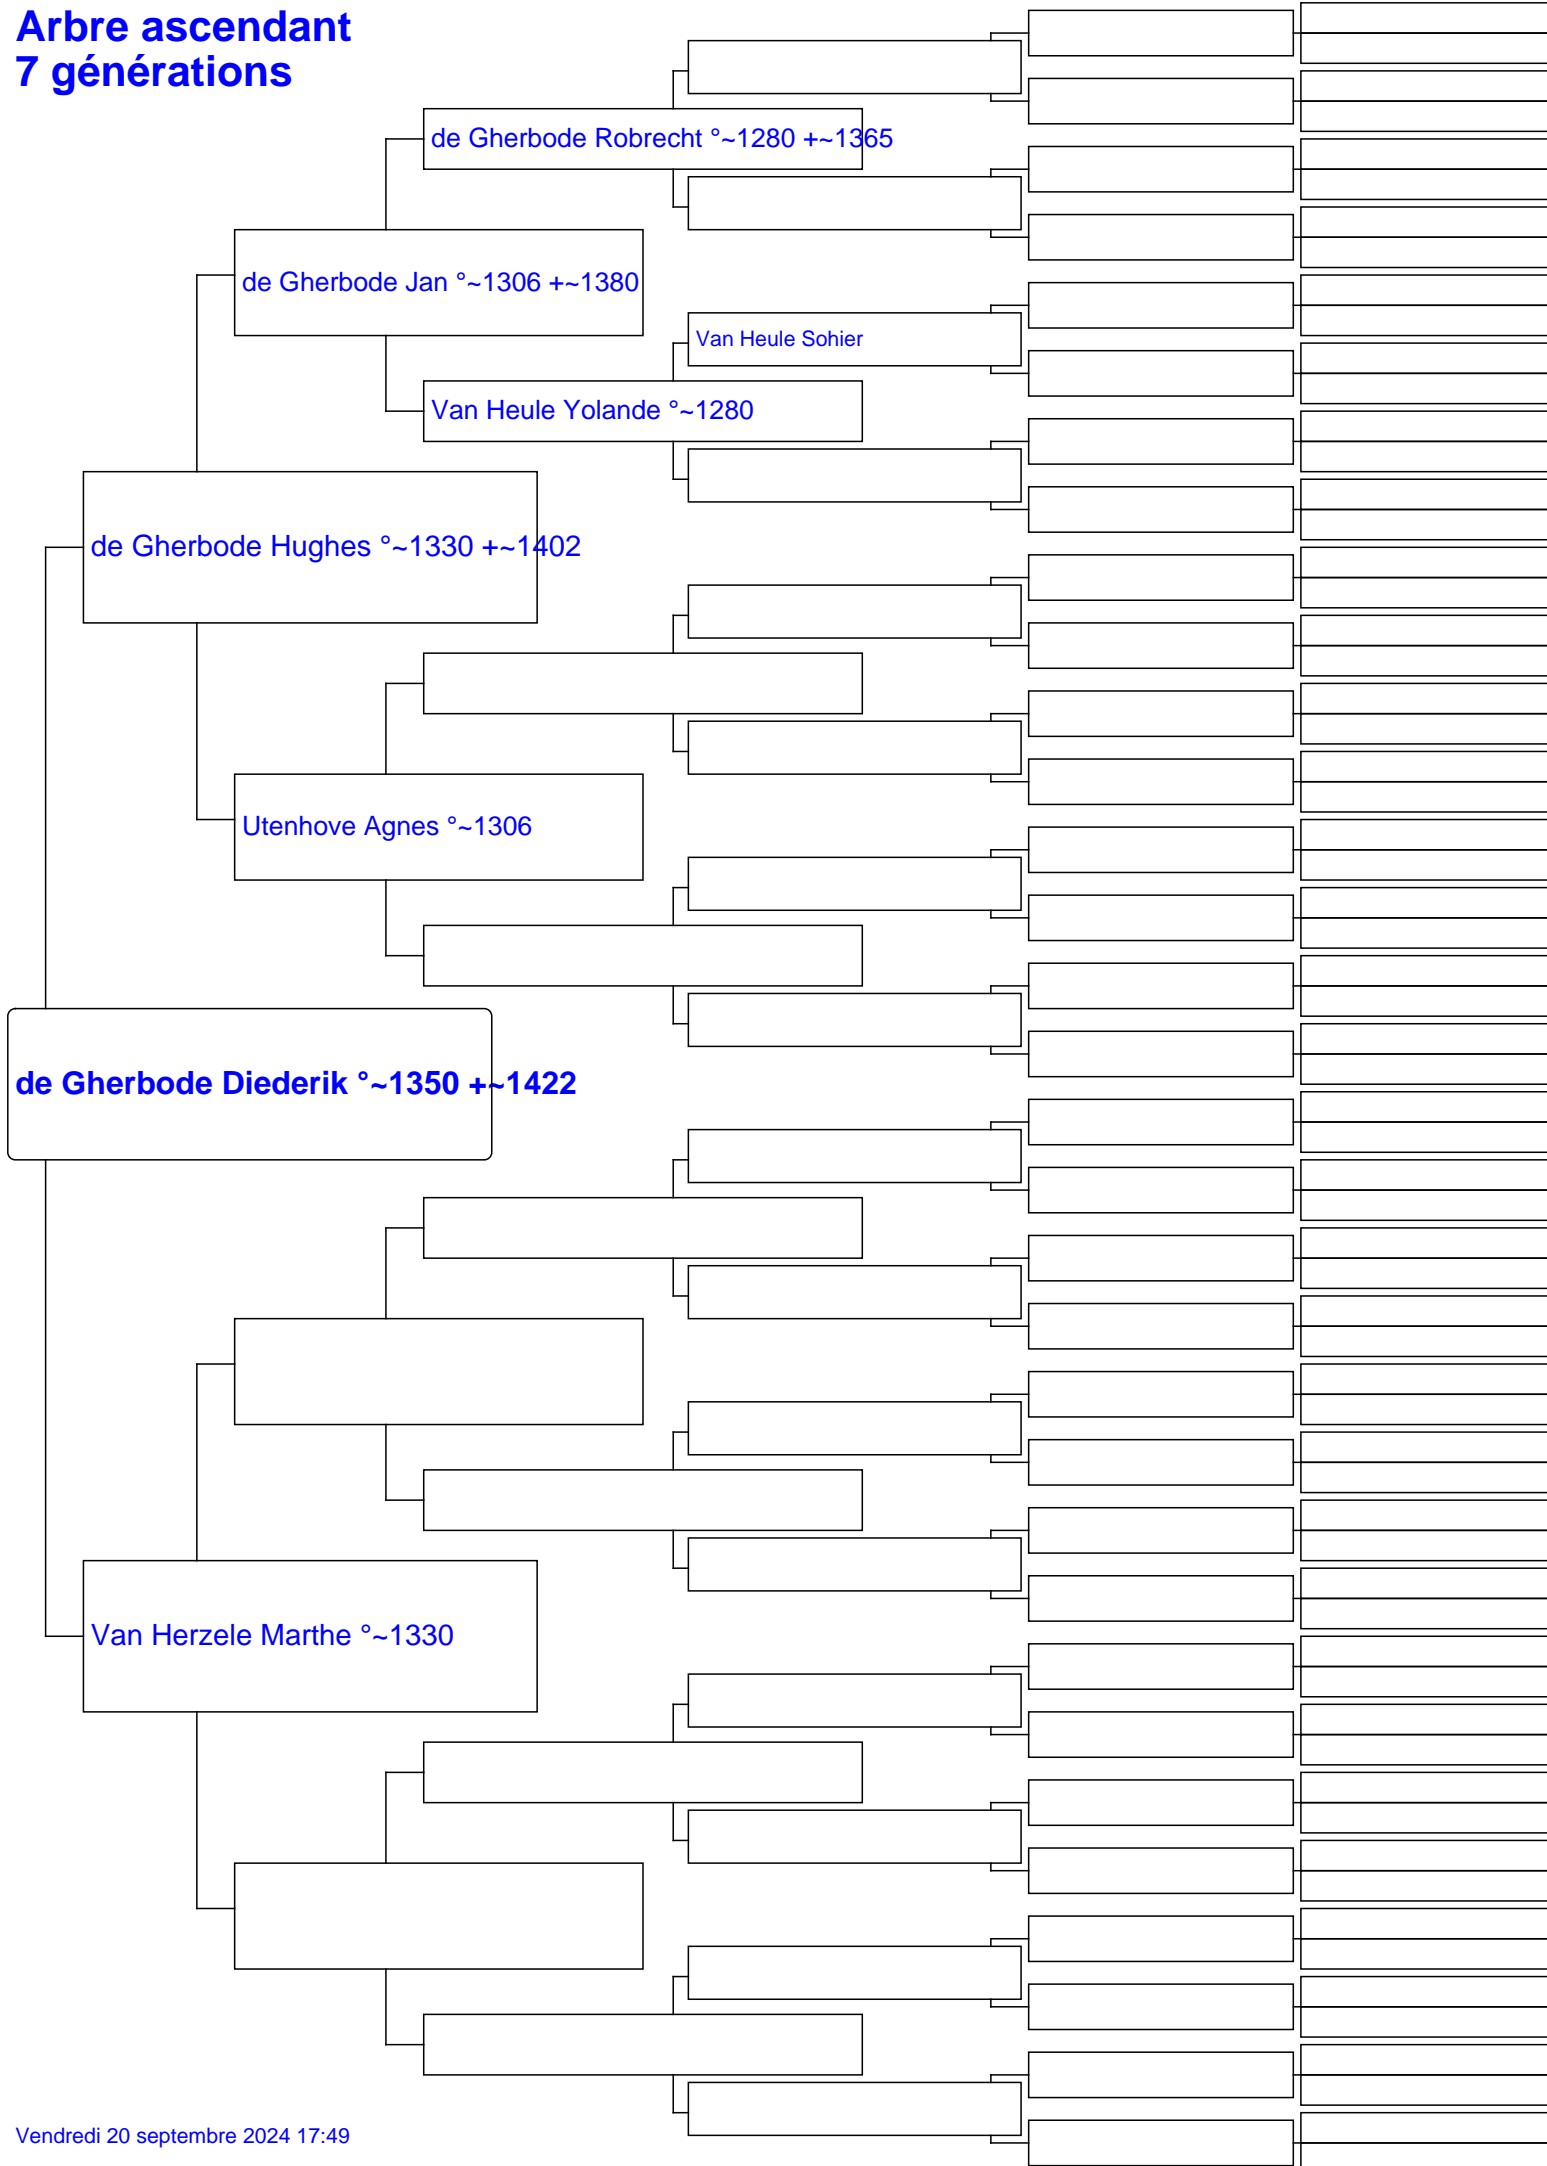 Arbre ascendant
7 générations
de Gherbode Robrecht °~1280 +~1365
de Gherbode Jan °~1306 +~1380
Van Heule Sohier
Van Heule Yolande °~1280
de Gherbode Hughes °~1330 +~1402
Utenhove Agnes °~1306
de Gherbode Diederik °~1350 +~1422
Van Herzele Marthe °~1330
Vendredi 20 septembre 2024 17:49